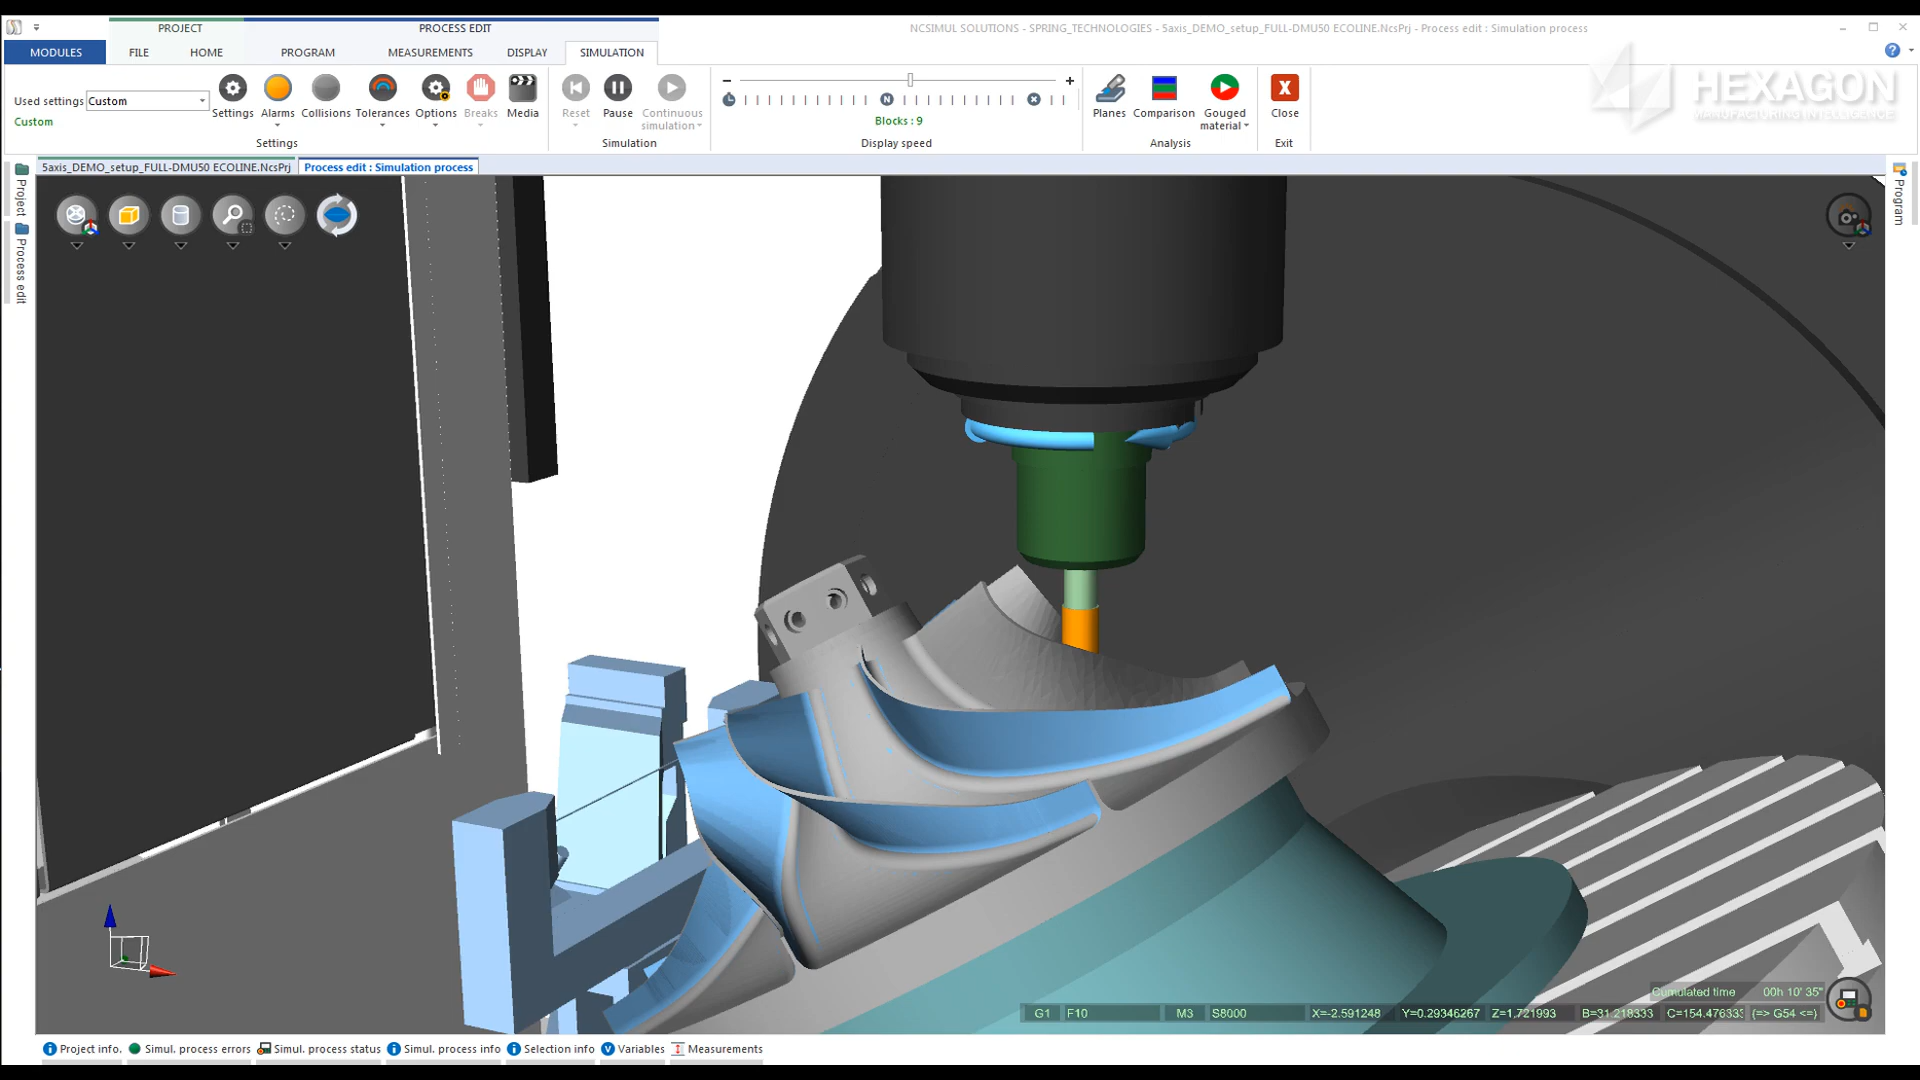 PROJECT
PROCESS EDIT
NCSIMUL SOLUTIONS - SPRING_TECHNOLOGIES - 5axis_DEMO_setup_FULL-DMU50 ECOLINE.NcsPrj - Process edit : Simulation process
MODULES FILE HOME PROGRAM MEASUREMENTS DISPLAY SIMULATION
HEXAGON
MANUFACTURING INTELLIGENCE
Used settings Custom
Custom
Settings Alarms Collisions Tolerances Options Breaks Media
Settings
Reset Pause Continuous simulation
Simulation
N
Blocks : 9
Display speed
Planes Comparison Gouged material
Analysis
Close
Exit
5axis_DEMO_setup_FULL-DMU50 ECOLINE.NcsPrj Process edit : Simulation process
Project
Process edit
Program
Cumulated time 00h 10' 35"
G1 F10 M3 S8000 X=-2.591248 Y=0.29346267 Z=1.721993 B=31.218333 C=154.476333 (=> G54 <=)
Project info. Simul. process errors Simul. process status Simul. process info Selection info Variables Measurements